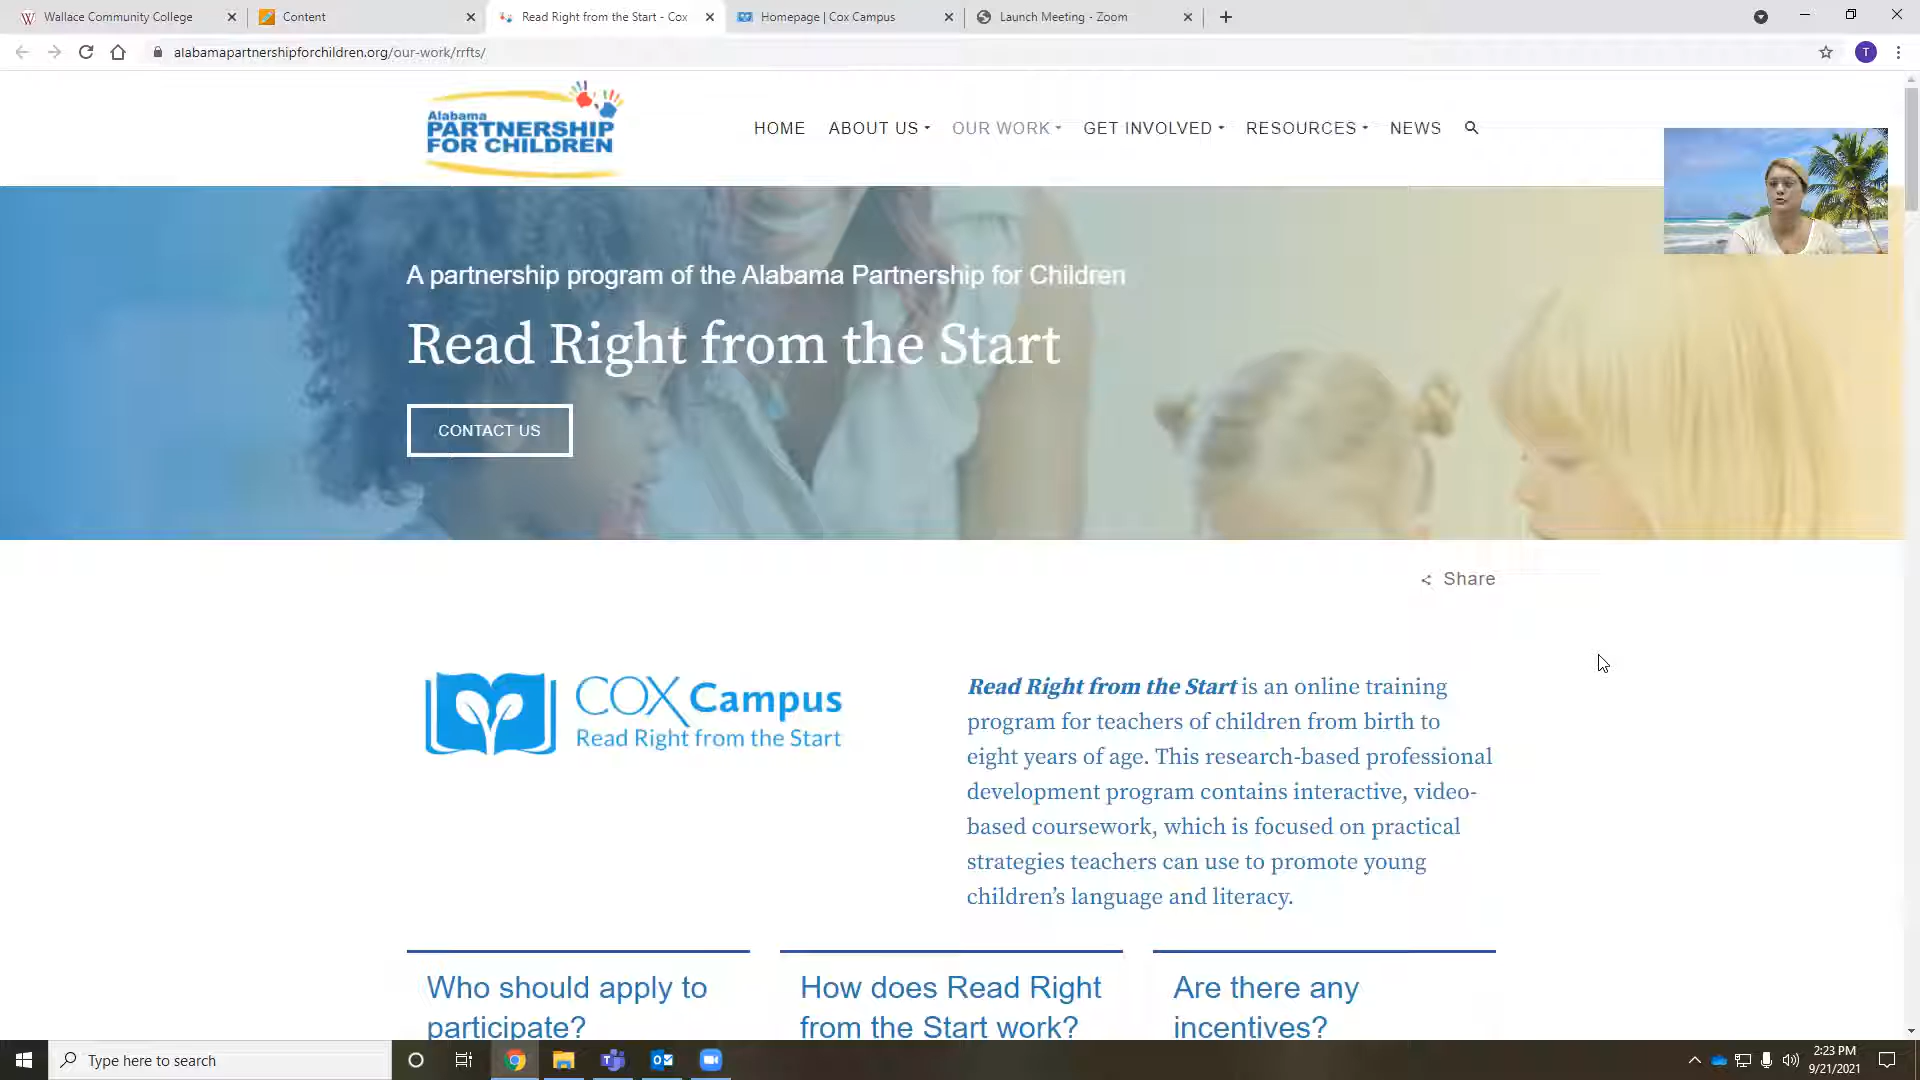 Wallace Community College
Content
Read Right from the Start - Cox
Homepage | Cox Campus
Launch Meeting - Zoom
alabamapartnershipforchildren.org/our-work/rrfts/
T
Alabama
PARTNERSHIP
FOR CHILDREN
HOME
ABOUT US
OUR WORK
GET INVOLVED
RESOURCES
NEWS
A partnership program of the Alabama Partnership for Children
Read Right from the Start
CONTACT US
Share
COX Campus
Read Right from the Start
Read Right from the Start is an online training
program for teachers of children from birth to
eight years of age. This research-based professional
development program contains interactive, video-
based coursework, which is focused on practical
strategies teachers can use to promote young
children's language and literacy.
Who should apply to
participate?
How does Read Right
from the Start work?
Are there any
incentives?
Type here to search
2:23 PM
9/21/2021